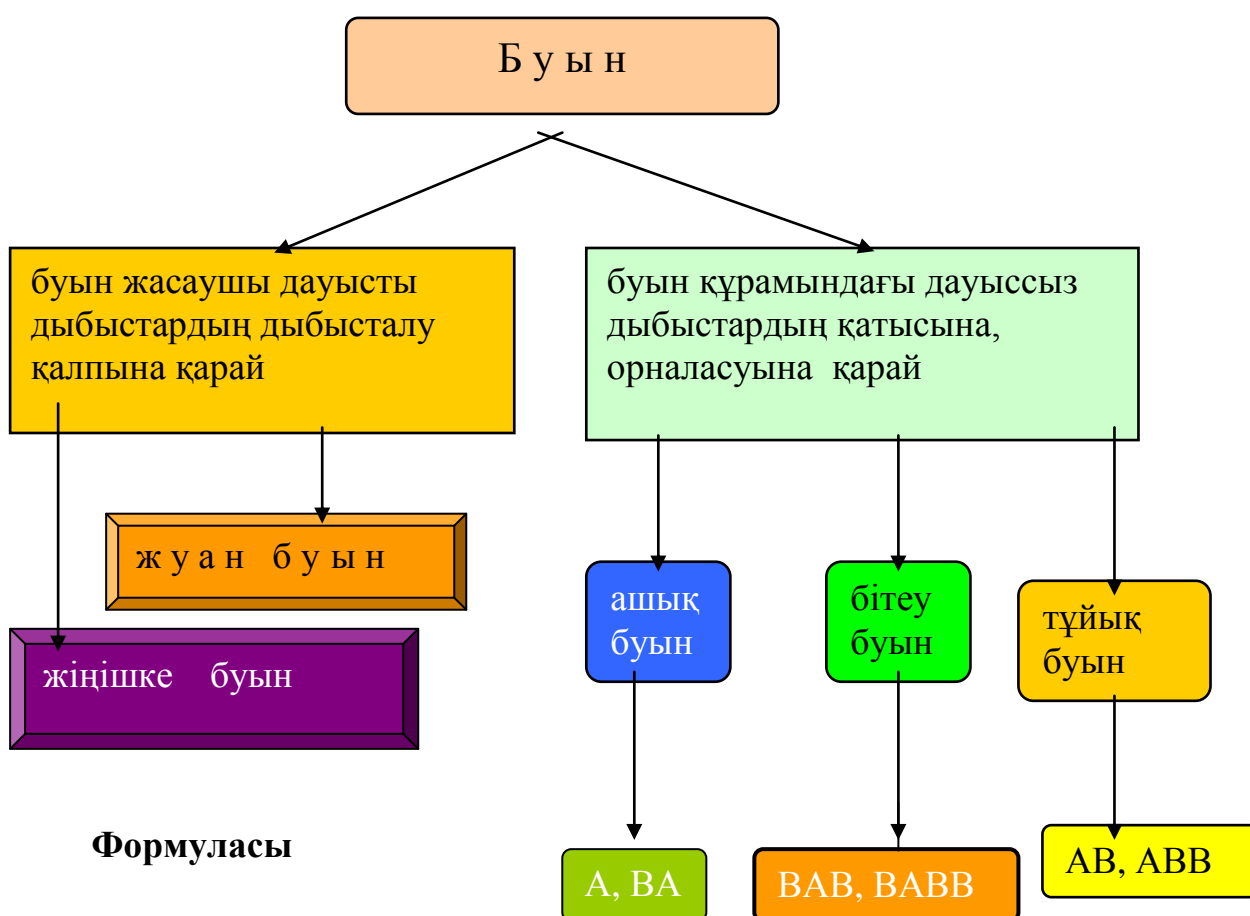 Б у ы н
буын жасаушы дауысты
дыбыстардың дыбысталу
қалпына қарай
буын құрамындағы дауыссыз
дыбыстардың қатысына,
орналасуына қарай
ж у а н б у ы н
жіңішке буын
ашық
буын
бітеу
буын
тұйық
буын
Формуласы
А, ВА
ВАВ, ВАВВ
АВ, АВВ